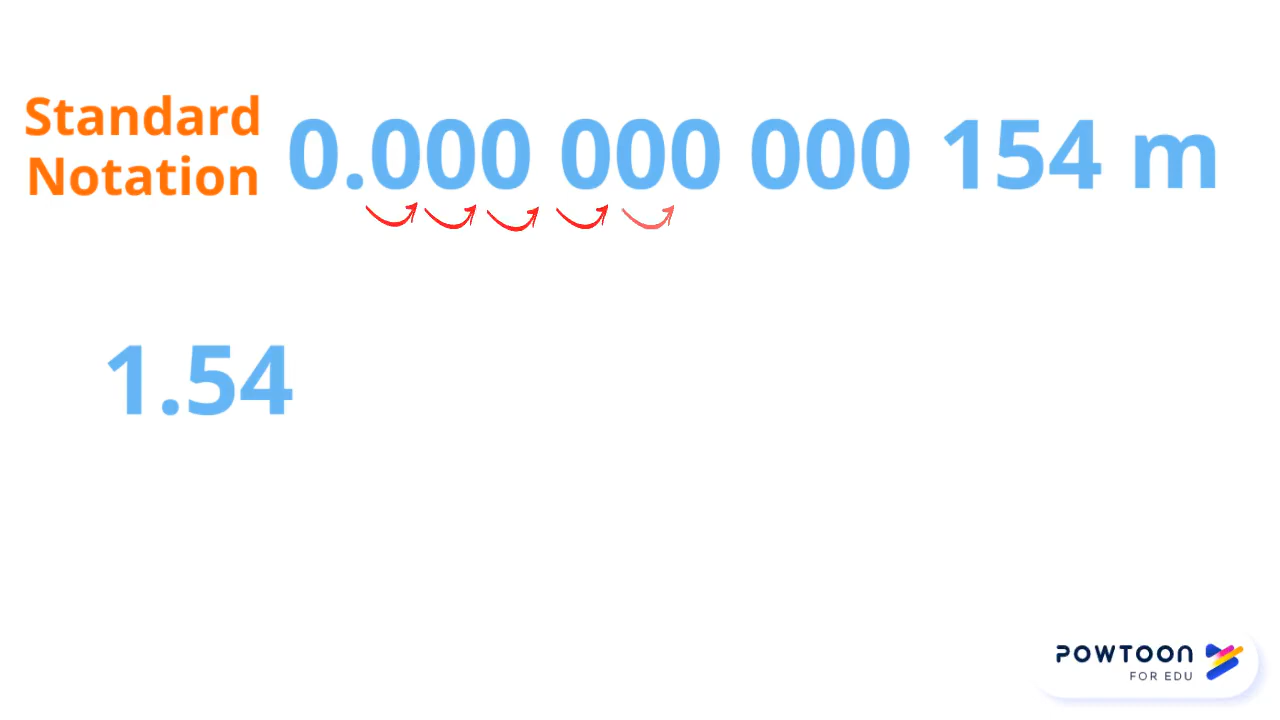 Standard
Notation
0.000 000 000 154 m
1.54
POWTOON
FOR EDU